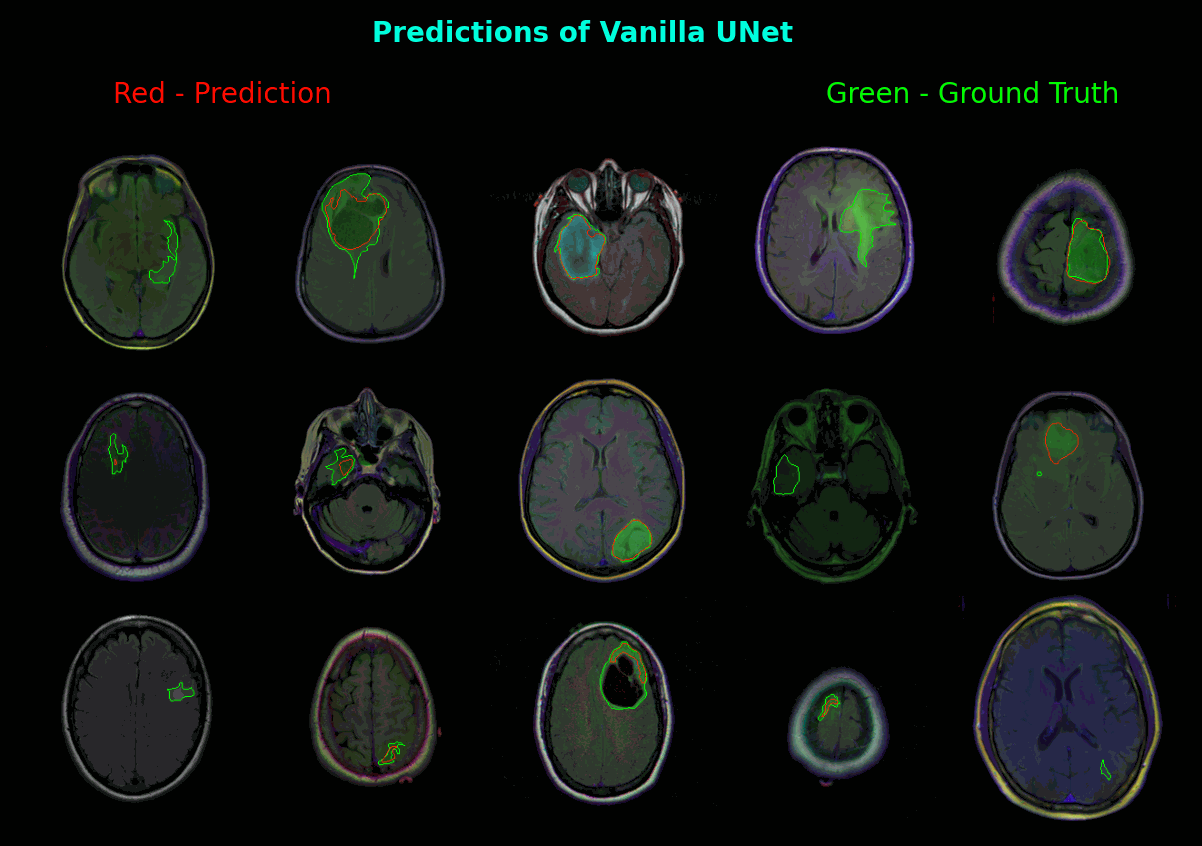 Predictions of Vanilla UNet
Red - Prediction
Green - Ground Truth